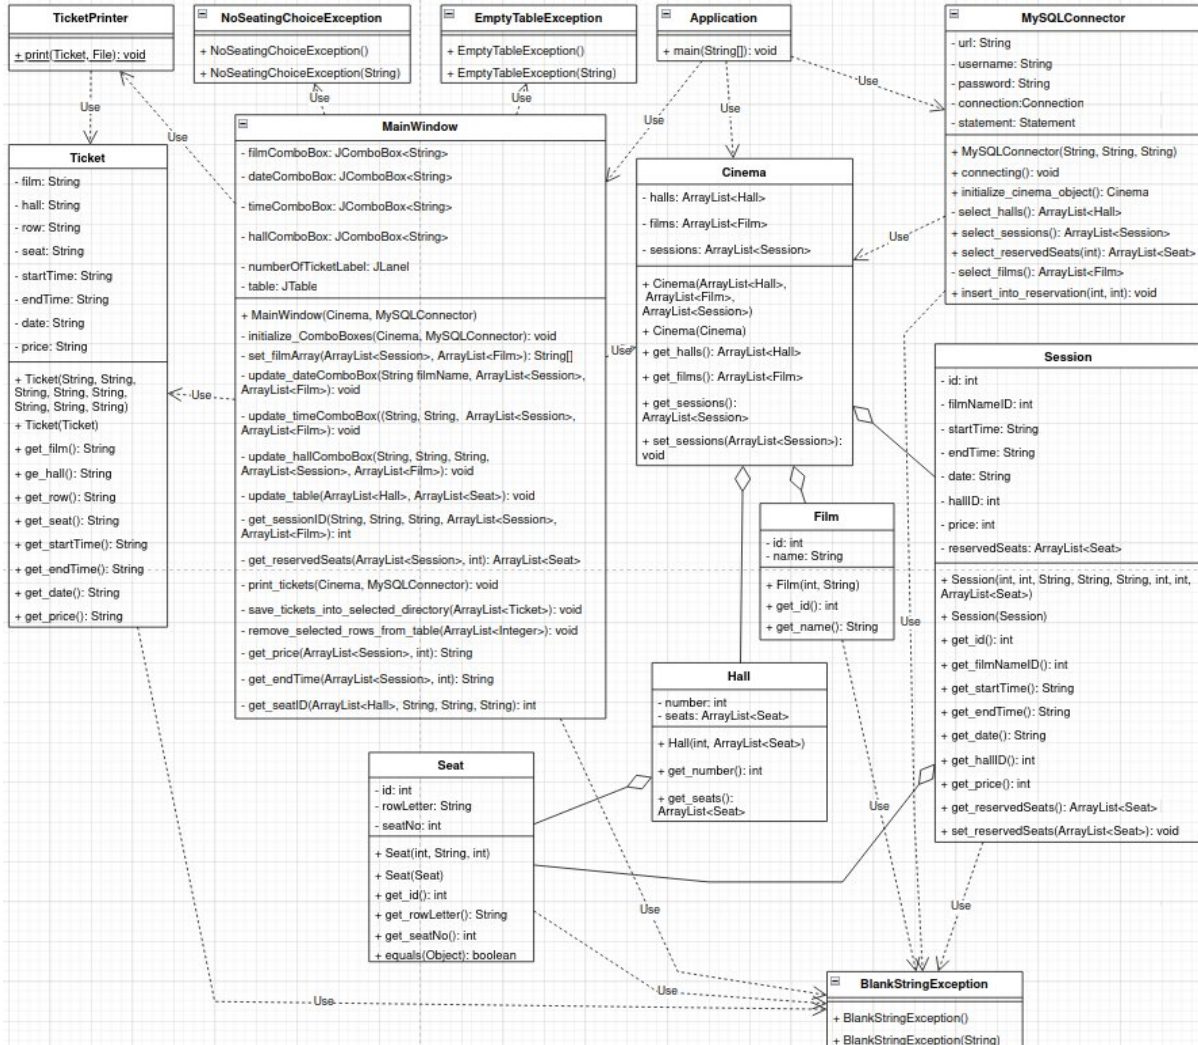 TicketPrinter
+ print(Ticket, File): void
NoSeatingChoiceException
+ NoSeatingChoiceException()
+ NoSeatingChoiceException(String)
EmptyTableException
+ EmptyTableException()
+ EmptyTableException(String)
Application
+ main(String[]): void
MySQLConnector
- url: String
- username: String
- password: String
- connection:Connection
- statement: Statement
+ MySQLConnector(String, String, String)
+ connecting(): void
+ initialize_cinema_object(): Cinema
- select_halls(): ArrayList<Hall>
+ select_sessions(): ArrayList<Session>
+ select_reservedSeats(int): ArrayList<Seat>
- select_films(): ArrayList<Film>
+ insert_into_reservation(int, int): void
Use
Use
Use
Use
Use
Use
Use
Ticket
- film: String
- hall: String
- row: String
- seat: String
- startTime: String
- endTime: String
- date: String
- price: String
+ Ticket(String, String,
String, String, String,
String, String, String)
+ Ticket(Ticket)
+ get_film(): String
+ ge_hall(): String
+ get_row(): String
+ get_seat(): String
+ get_startTime(): String
+ get_endTime(): String
+ get_date(): String
+ get_price(): String
MainWindow
- filmComboBox: JComboBox<String>
- dateComboBox: JComboBox<String>
- timeComboBox: JComboBox<String>
- hallComboBox: JComboBox<String>
- numberOfTicketLabel: JLanel
- table: JTable
+ MainWindow(Cinema, MySQLConnector)
- initialize_ComboBoxes(Cinema, MySQLConnector): void
- set_filmArray(ArrayList<Session>, ArrayList<Film>): String[]
- update_dateComboBox(String filmName, ArrayList<Session>,
ArrayList<Film>): void
- update_timeComboBox((String, String, ArrayList<Session>,
ArrayList<Film>): void
- update_hallComboBox(String, String, String,
ArrayList<Session>, ArrayList<Film>): void
- update_table(ArrayList<Hall>, ArrayList<Seat>): void
- get_sessionID(String, String, String, ArrayList<Session>,
ArrayList<Film>): int
- get_reservedSeats(ArrayList<Session>, int): ArrayList<Seat>
- print_tickets(Cinema, MySQLConnector): void
- save_tickets_into_selected_directory(ArrayList<Ticket>): void
- remove_selected_rows_from_table(ArrayList<Integer>): void
- get_price(ArrayList<Session>, int): String
- get_endTime(ArrayList<Session>, int): String
- get_seatID(ArrayList<Hall>, String, String, String): int
Cinema
- halls: ArrayList<Hall>
- films: ArrayList<Film>
- sessions: ArrayList<Session>
+ Cinema(ArrayList<Hall>,
ArrayList<Film>,
ArrayList<Session>)
+ Cinema(Cinema)
+ get_halls(): ArrayList<Hall>
+ get_films(): ArrayList<Film>
+ get_sessions():
ArrayList<Session>
+ set_sessions(ArrayList<Session>):
void
Use
Use
Use
Session
- id: int
- filmNameID: int
- startTime: String
- endTime: String
- date: String
- hallID: int
- price: int
- reservedSeats: ArrayList<Seat>
+ Session(int, int, String, String, String, int, int,
ArrayList<Seat>)
+ Session(Session)
+ get_id(): int
+ get_filmNameID(): int
+ get_startTime(): String
+ get_endTime(): String
+ get_date(): String
+ get_hallID(): int
+ get_price(): int
+ get_reservedSeats(): ArrayList<Seat>
+ set_reservedSeats(ArrayList<Seat>): void
Film
- id: int
- name: String
+ Film(int, String)
+ get_id(): int
+ get_name(): String
Use
Hall
- number: int
- seats: ArrayList<Seat>
+ Hall(int, ArrayList<Seat>)
+ get_number(): int
+ get_seats():
ArrayList<Seat>
Seat
- id: int
- rowLetter: String
- seatNo: int
+ Seat(int, String, int)
+ Seat(Seat)
+ get_id(): int
+ get_rowLetter(): String
+ get_seatNo(): int
+ equals(Object): boolean
Use
Use
Use
Use
Use
BlankStringException
+ BlankStringException()
+ BlankStringException(String)